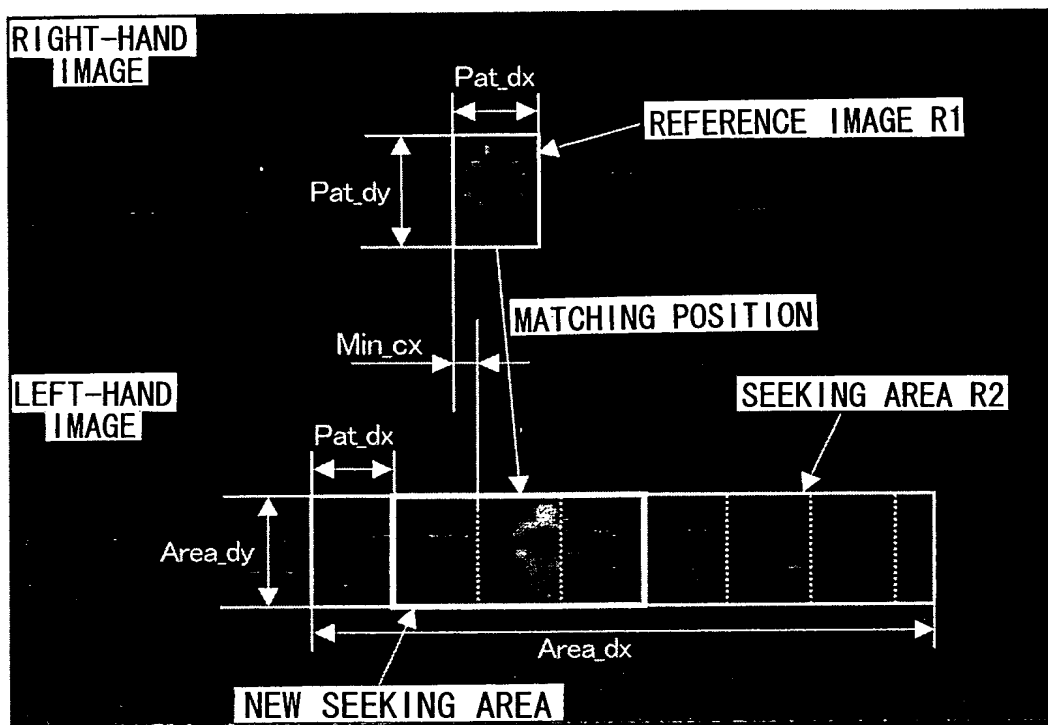 RIGHT-HAND
IMAGE
Pat_dx
REFERENCE IMAGE R1
Pat_dy
MATCHING POSITION
Min_cx
LEFT-HAND
IMAGE
SEEKING AREA R2
Pat_dx
Area_dy
Area_dx
NEW SEEKING AREA